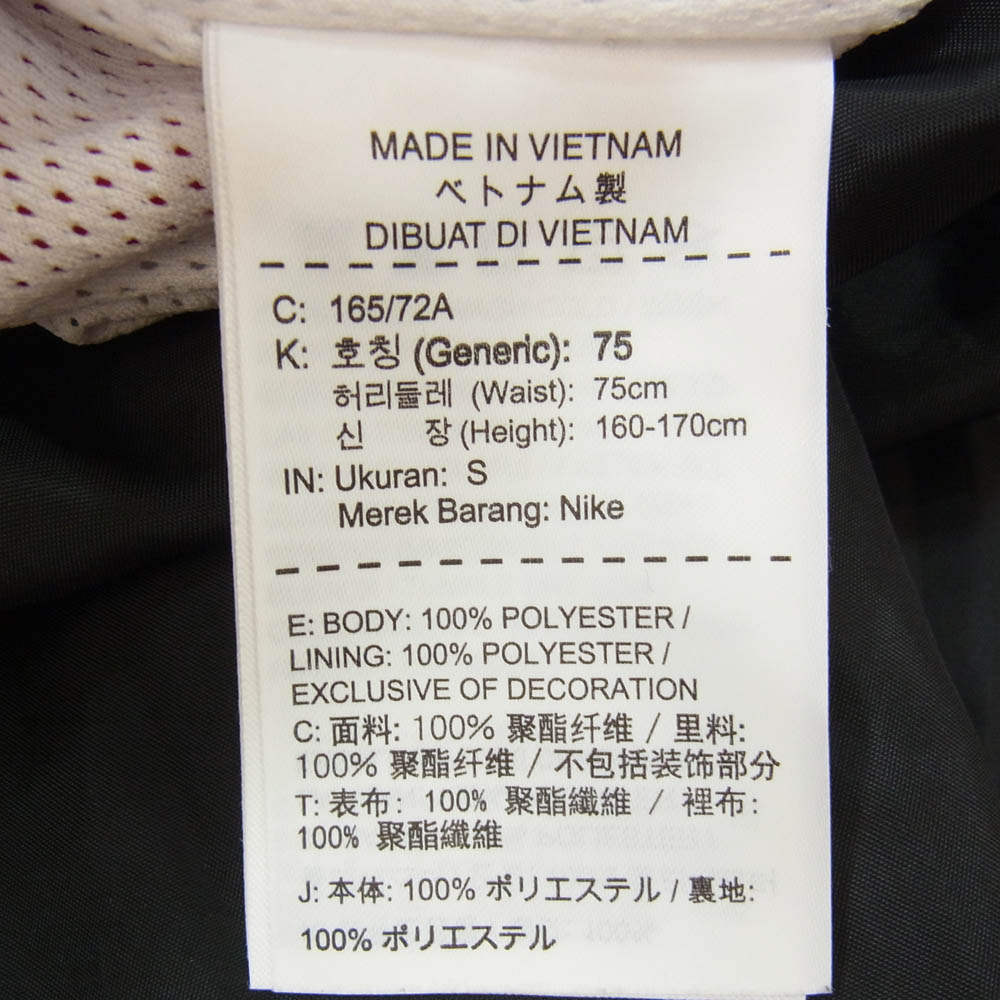 MADE IN VIETNAM
ベトナム製
DIBUAT DI VIETNAM
C: 165/72A
K: 호칭 (Generic): 75
허리둘레 (Waist): 75cm
신 장 (Height): 160-170cm
IN: Ukuran: S
Merek Barang: Nike
E: BODY: 100% POLYESTER /
LINING: 100% POLYESTER /
EXCLUSIVE OF DECORATION
C: 面料: 100% 聚酯纤维 / 里料:
100% 聚酯纤维 / 不包括装饰部分
T: 表布: 100% 聚酯纖維 / 裡布:
100% 聚酯纖維
J: 本体: 100% ポリエステル / 裏地:
100% ポリエステル